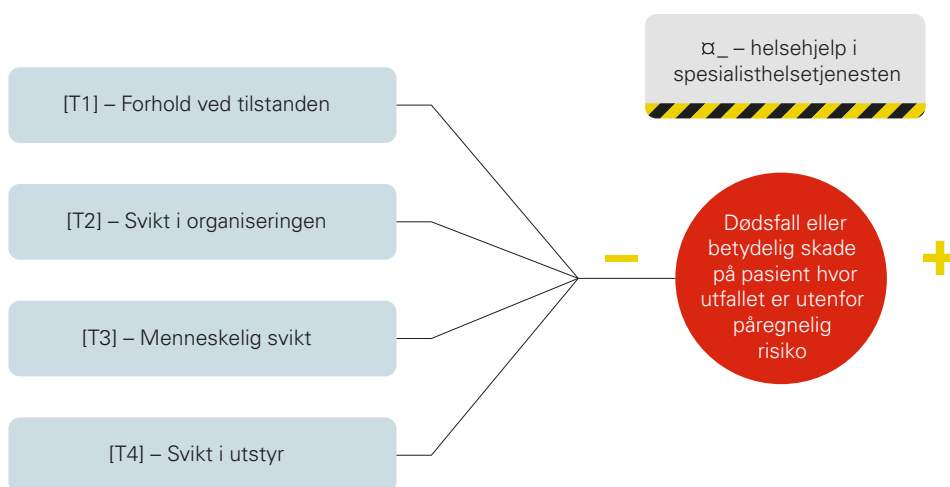 ¤_ – helsehjelp i
spesialisthelsetjenesten
[T1] – Forhold ved tilstanden
[T2] – Svikt i organiseringen
[T3] – Menneskelig svikt
[T4] – Svikt i utstyr
–
Dødsfall eller
betydelig skade
på pasient hvor
utfallet er utenfor
påregnelig
risiko
+